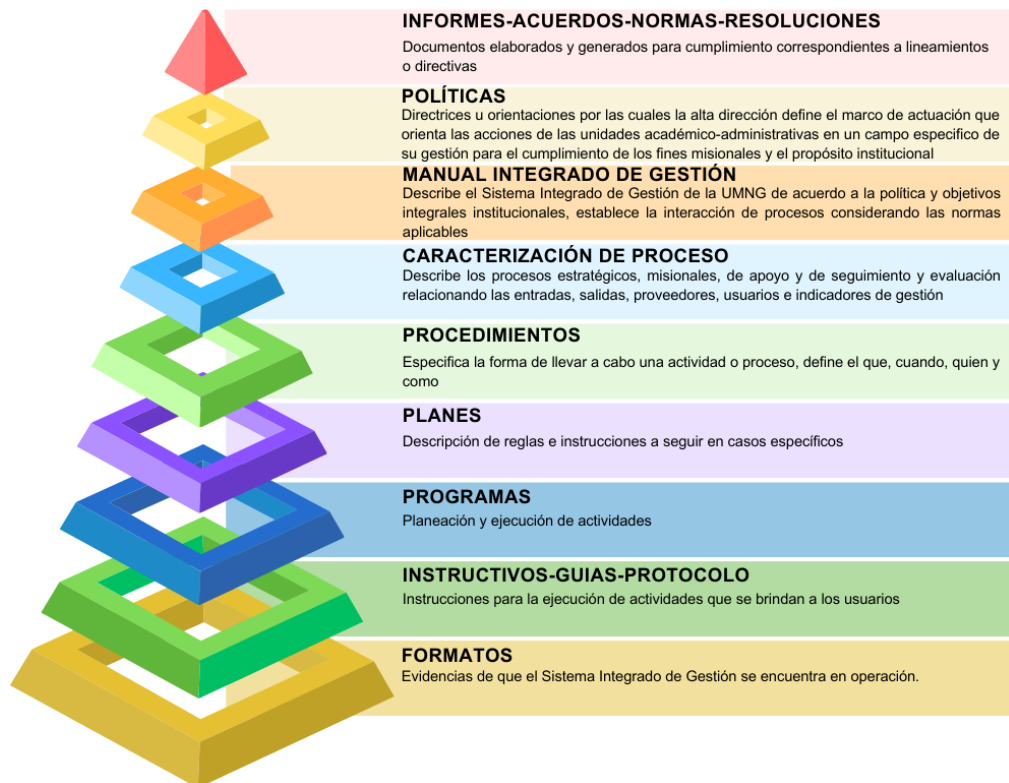 INFORMES-ACUERDOS-NORMAS-RESOLUCIONES
Documentos elaborados y generados para cumplimiento correspondientes a lineamientos
o directivas
POLÍTICAS
Directrices u orientaciones por las cuales la alta dirección define el marco de actuación que
orienta las acciones de las unidades académico-administrativas en un campo especifico de
su gestión para el cumplimiento de los fines misionales y el propósito institucional
MANUAL INTEGRADO DE GESTIÓN
Describe el Sistema Integrado de Gestión de la UMNG de acuerdo a la política y objetivos
integrales institucionales, establece la interacción de procesos considerando las normas
aplicables
CARACTERIZACIÓN DE PROCESO
Describe los procesos estratégicos, misionales, de apoyo y de seguimiento y evaluación
relacionando las entradas, salidas, proveedores, usuarios e indicadores de gestión
PROCEDIMIENTOS
Especifica la forma de llevar a cabo una actividad o proceso, define el que, cuando, quien y
como
PLANES
Descripción de reglas e instrucciones a seguir en casos específicos
PROGRAMAS
Planeación y ejecución de actividades
INSTRUCTIVOS-GUIAS-PROTOCOLO
Instrucciones para la ejecución de actividades que se brindan a los usuarios
FORMATOS
Evidencias de que el Sistema Integrado de Gestión se encuentra en operación.